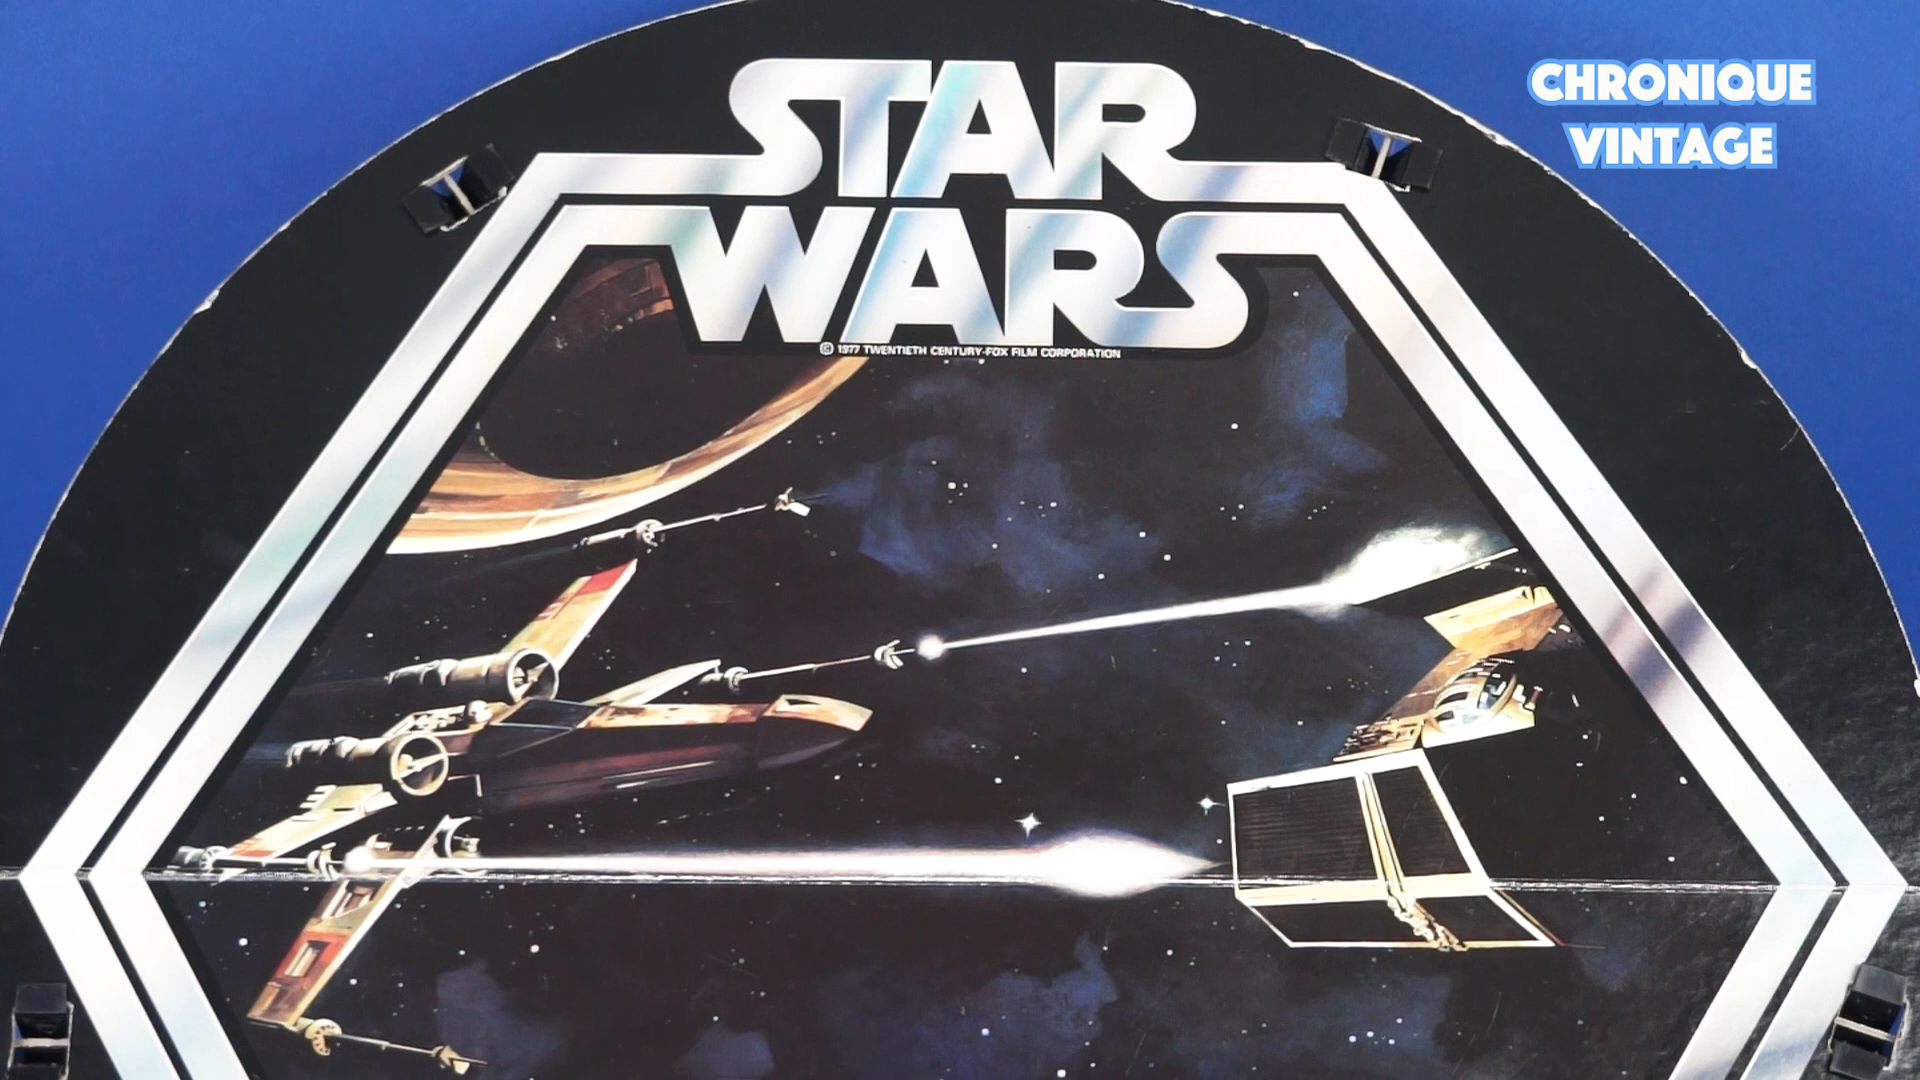 STAR
WARS
© 1977 TWENTIETH CENTURY-FOX FILM CORPORATION
CHRONIQUE
VINTAGE